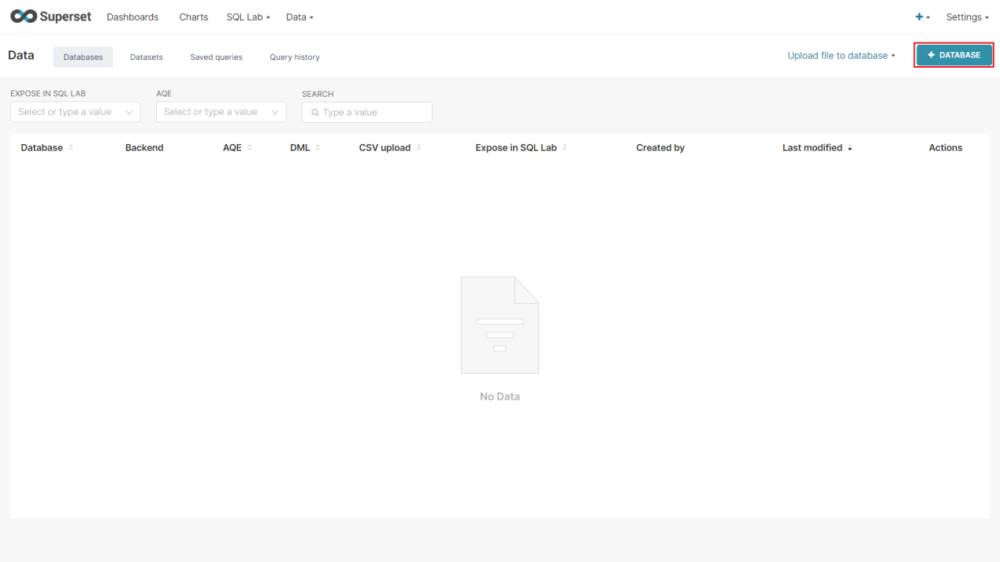 Superset Dashboards Charts SQL Lab Data Settings
Data Databases Datasets Saved queries Query history Upload file to database + DATABASE
EXPOSE IN SQL LAB AQE SEARCH
Select or type a value Select or type a value Type a value
Database Backend AQE DML CSV upload Expose in SQL Lab Created by Last modified Actions
No Data